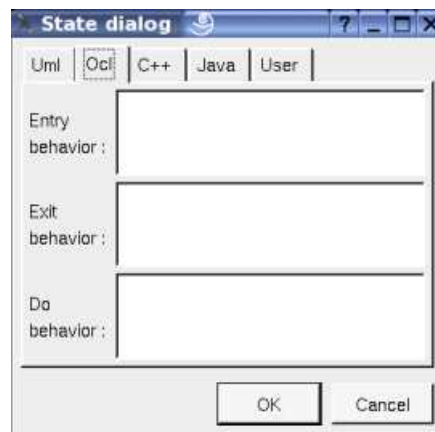 State dialog
Uml Ocl C++ Java User
Entry
behavior :
Exit
behavior :
Do
behavior :
OK Cancel